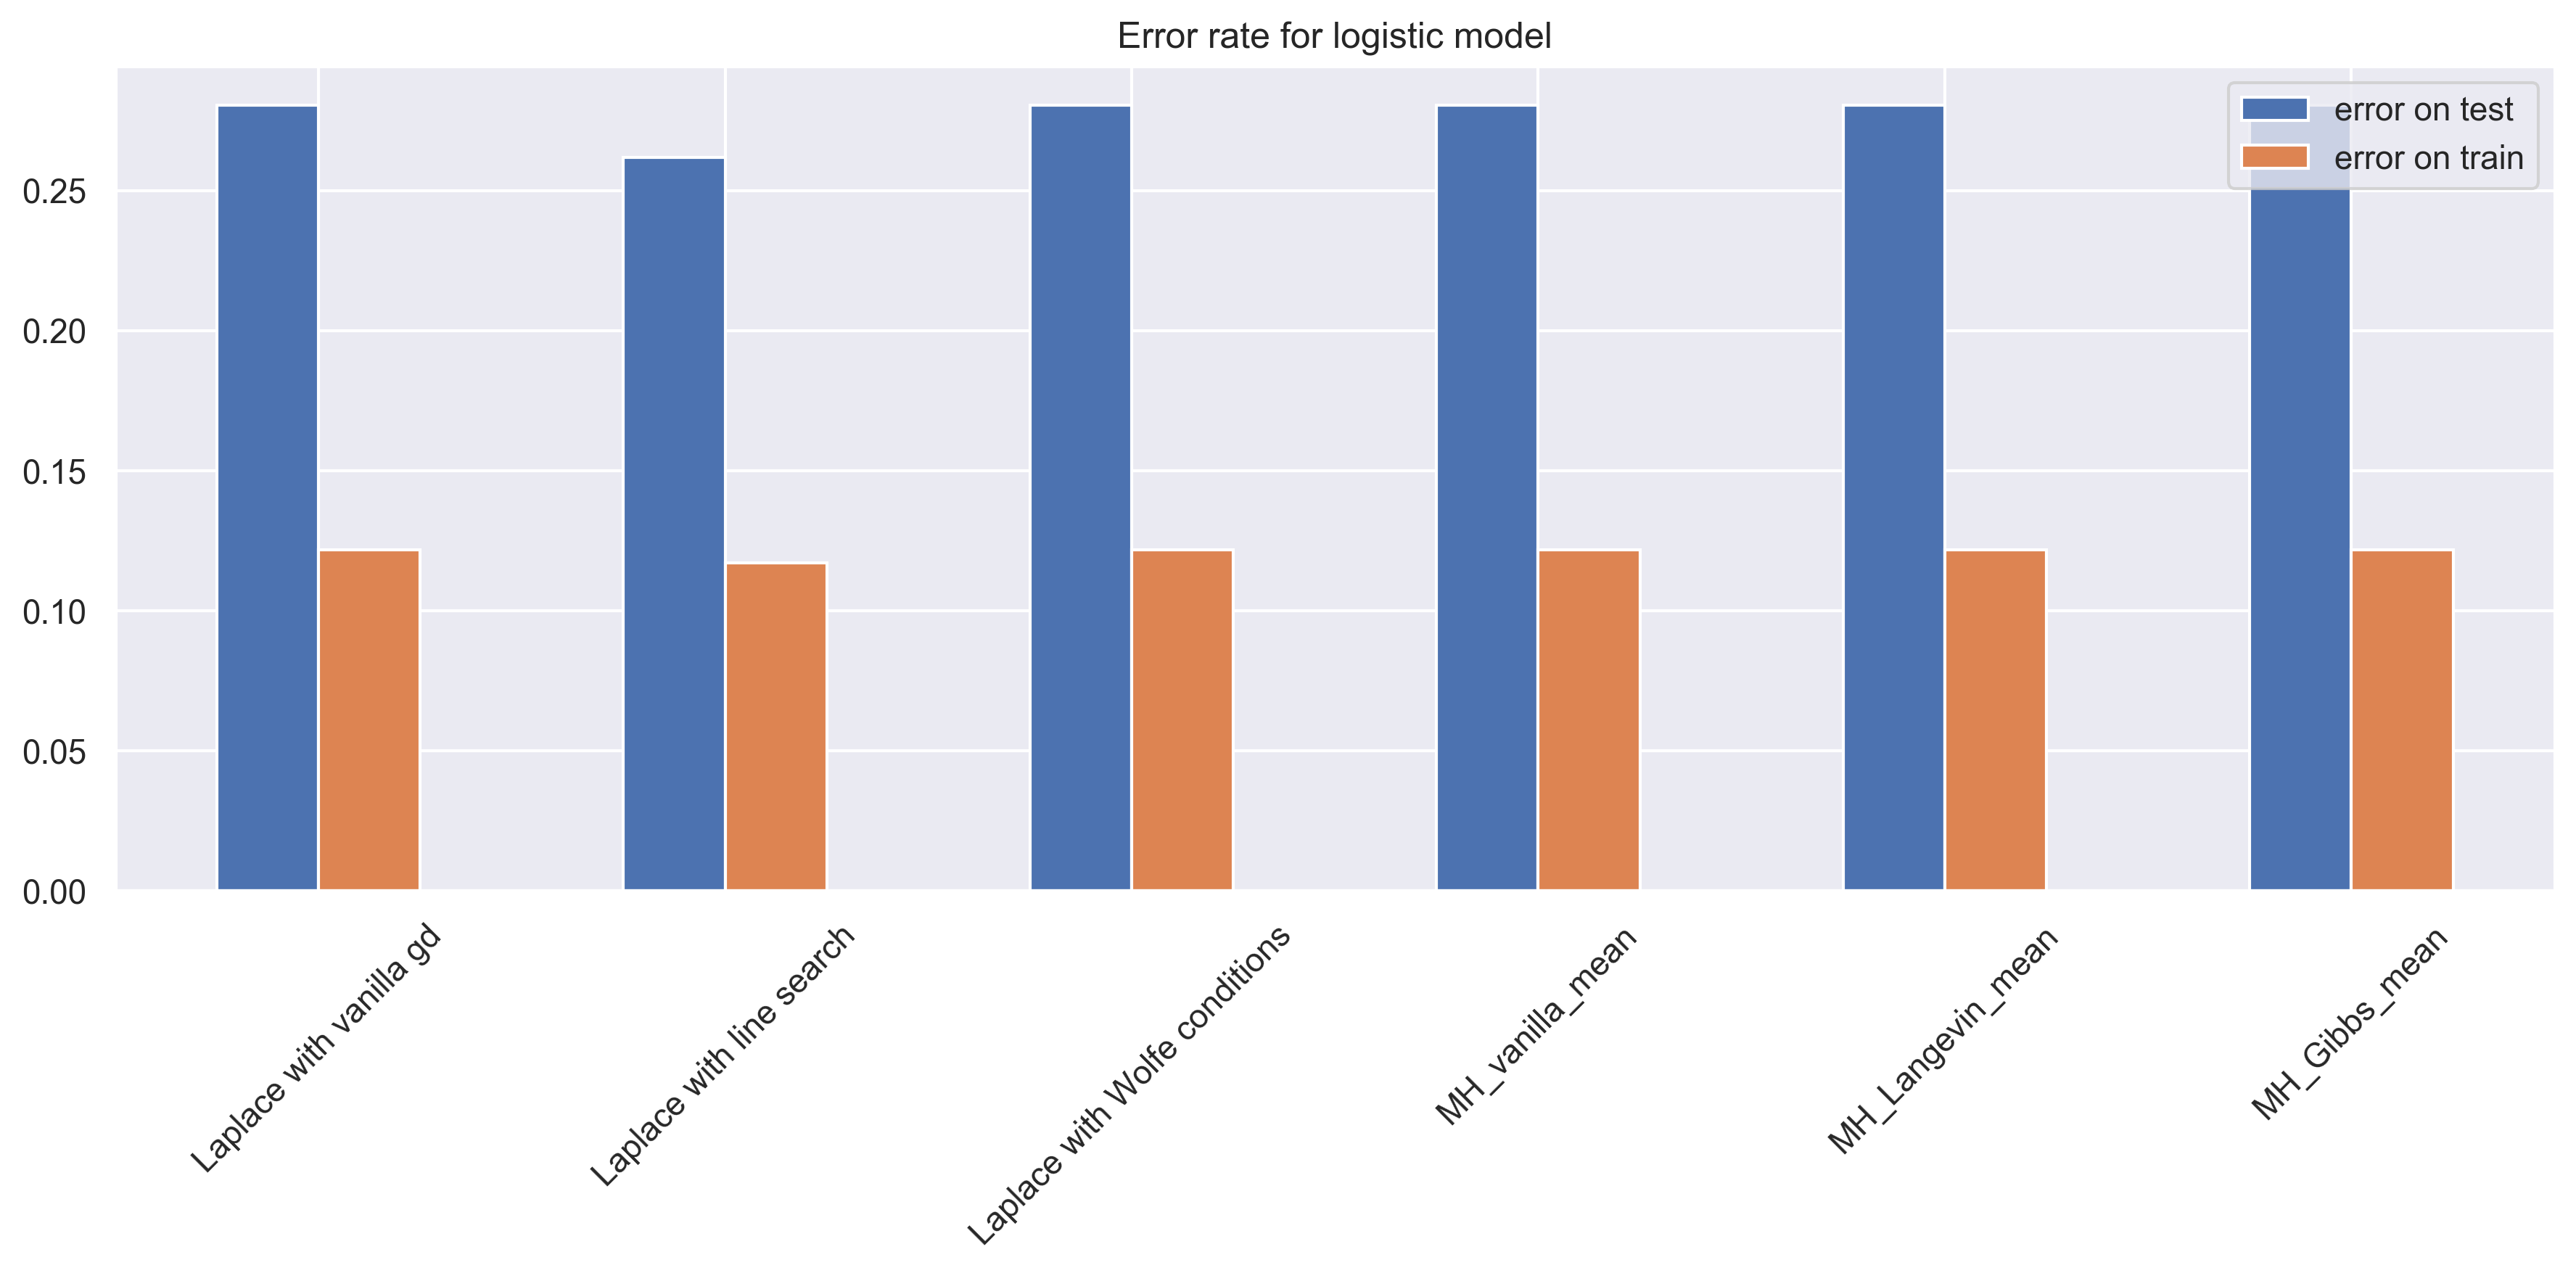 Error rate for logistic model
error on test
error on train
0.25
0.20
0.15
0.10
0.05
0.00
Laplace with vanilla gd
Laplace with line search
Laplace with Wolfe conditions
MH_vanilla_mean
MH_Langevin_mean
MH_Gibbs_mean